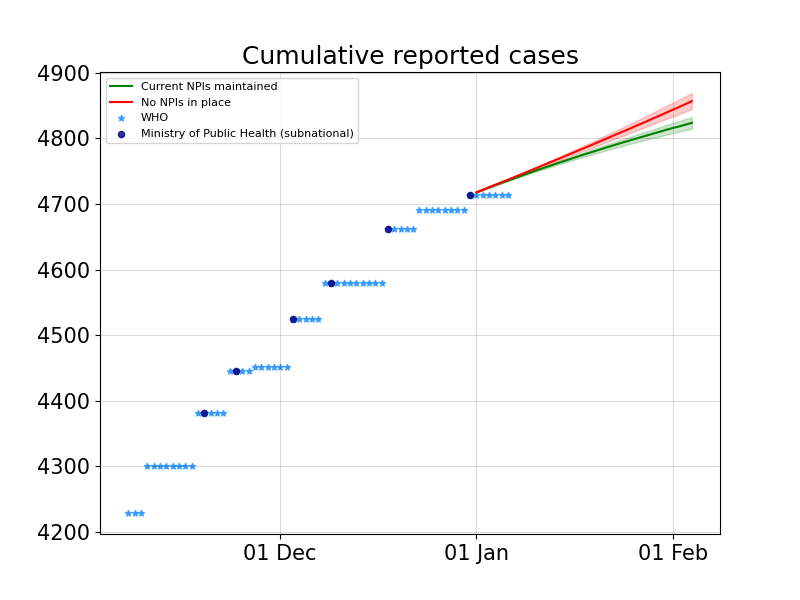 Cumulative reported cases
4900
4800
4700
4600
4500
4400
4300
4200
Current NPIs maintained
No NPIs in place
WHO
Ministry of Public Health (subnational)
01 Dec
01 Jan
01 Feb